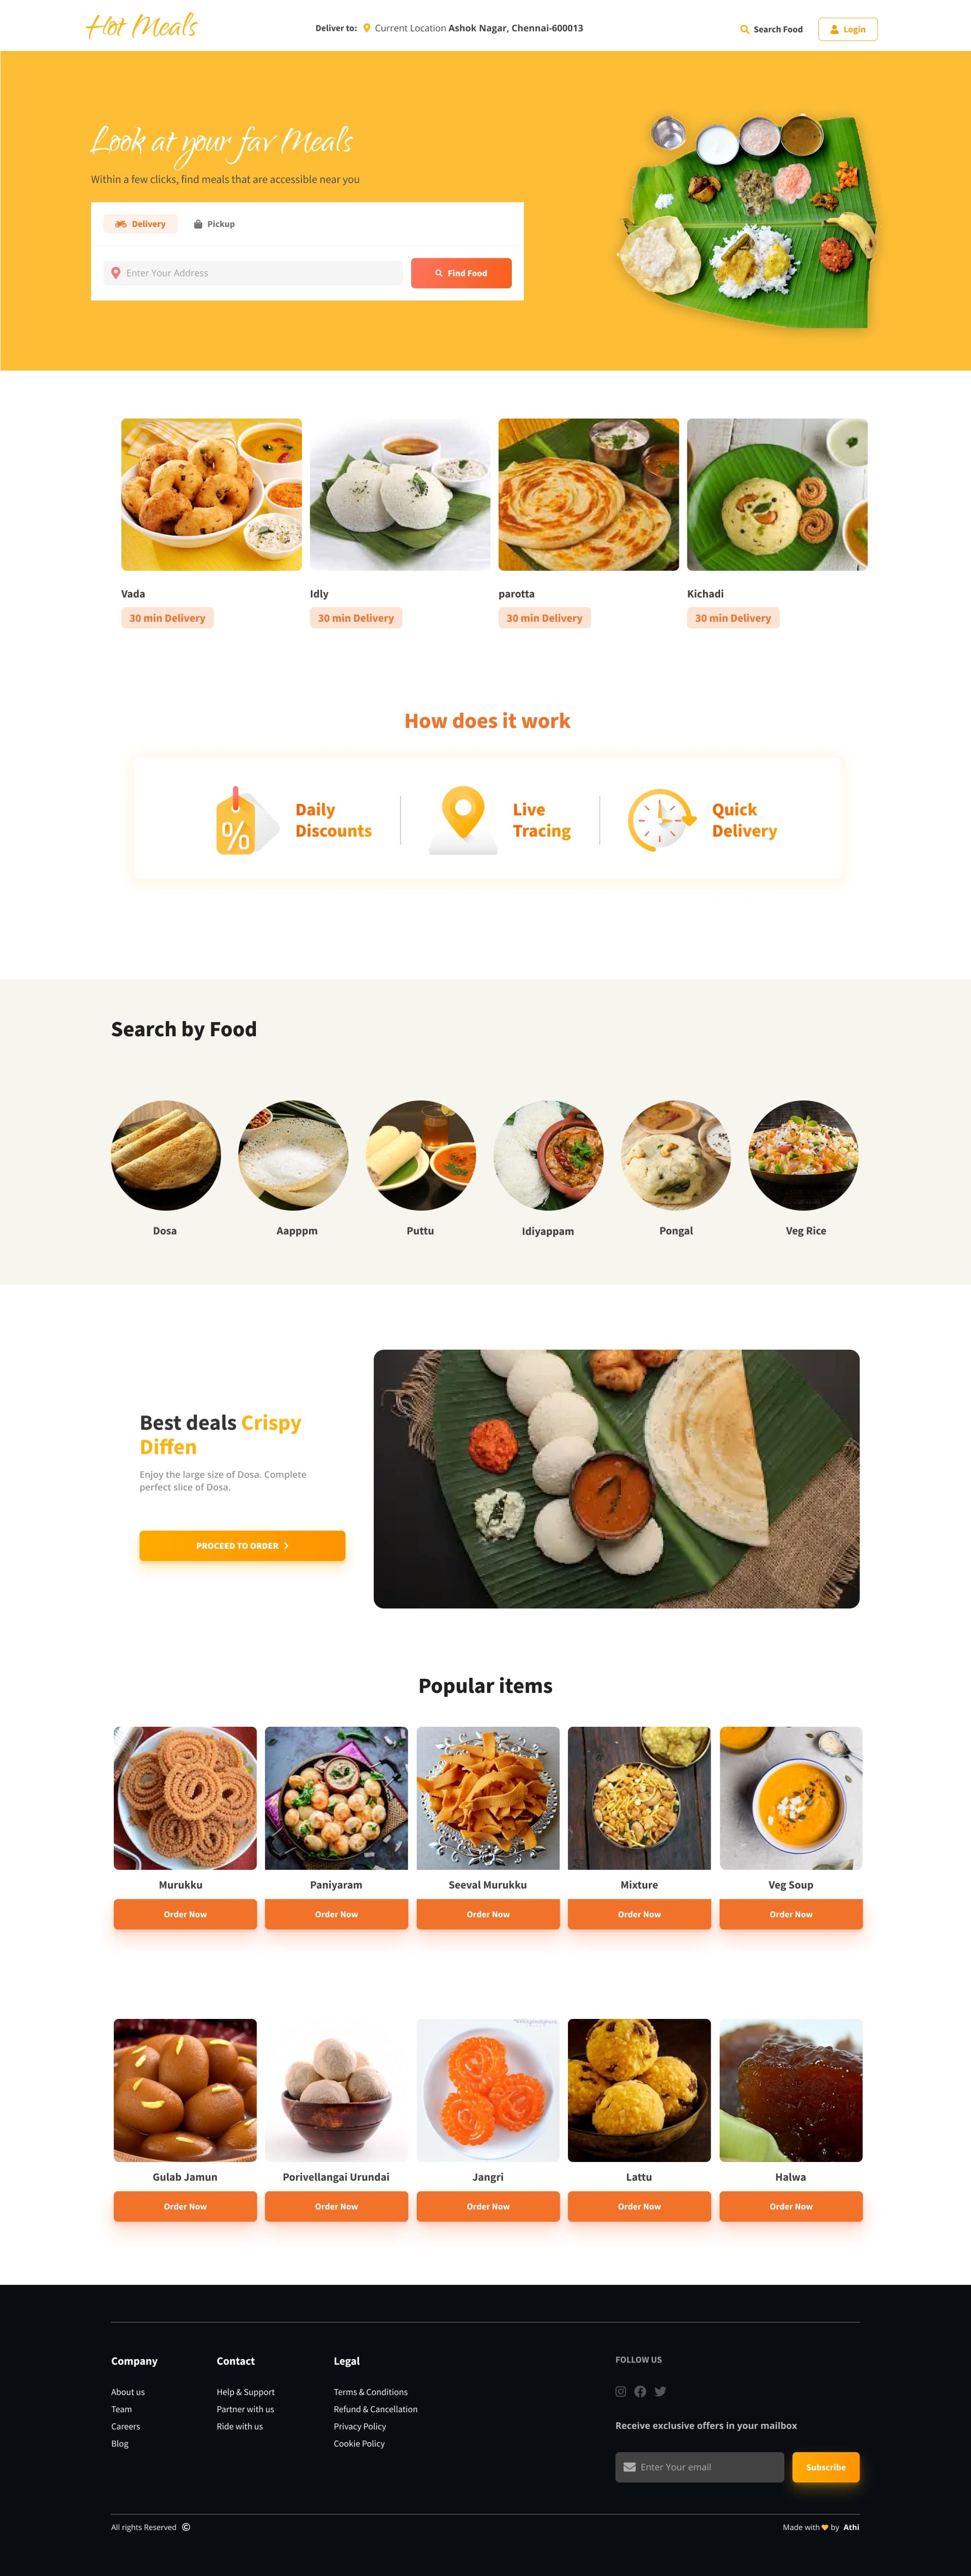 Hot Meals
Deliver to: Current Location Ashok Nagar, Chennai-600013
Search Food
Login
Look at your fav Meals
Within a few clicks, find meals that are accessible near you
Delivery
Pickup
Enter Your Address
Find Food
Vada
Idly
parotta
Kichadi
30 min Delivery
30 min Delivery
30 min Delivery
30 min Delivery
How does it work
%
Daily
Discounts
Live
Tracing
Quick
Delivery
Search by Food
Dosa
Aapppm
Puttu
Idiyappam
Pongal
Veg Rice
Best deals Crispy
Diffen
Enjoy the large size of Dosa. Complete
perfect slice of Dosa.
PROCEED TO ORDER
Popular items
Murukku
Paniyaram
Seeval Murukku
Mixture
Veg Soup
Order Now
Order Now
Order Now
Order Now
Order Now
Gulab Jamun
Porivellangai Urundai
Jangri
Lattu
Halwa
Order Now
Order Now
Order Now
Order Now
Order Now
Company
About us
Team
Careers
Blog
Contact
Help & Support
Partner with us
Ride with us
Legal
Terms & Conditions
Refund & Cancellation
Privacy Policy
Cookie Policy
FOLLOW US
Receive exclusive offers in your mailbox
Enter Your email
Subscribe
All rights Reserved ©
Made with by Athi